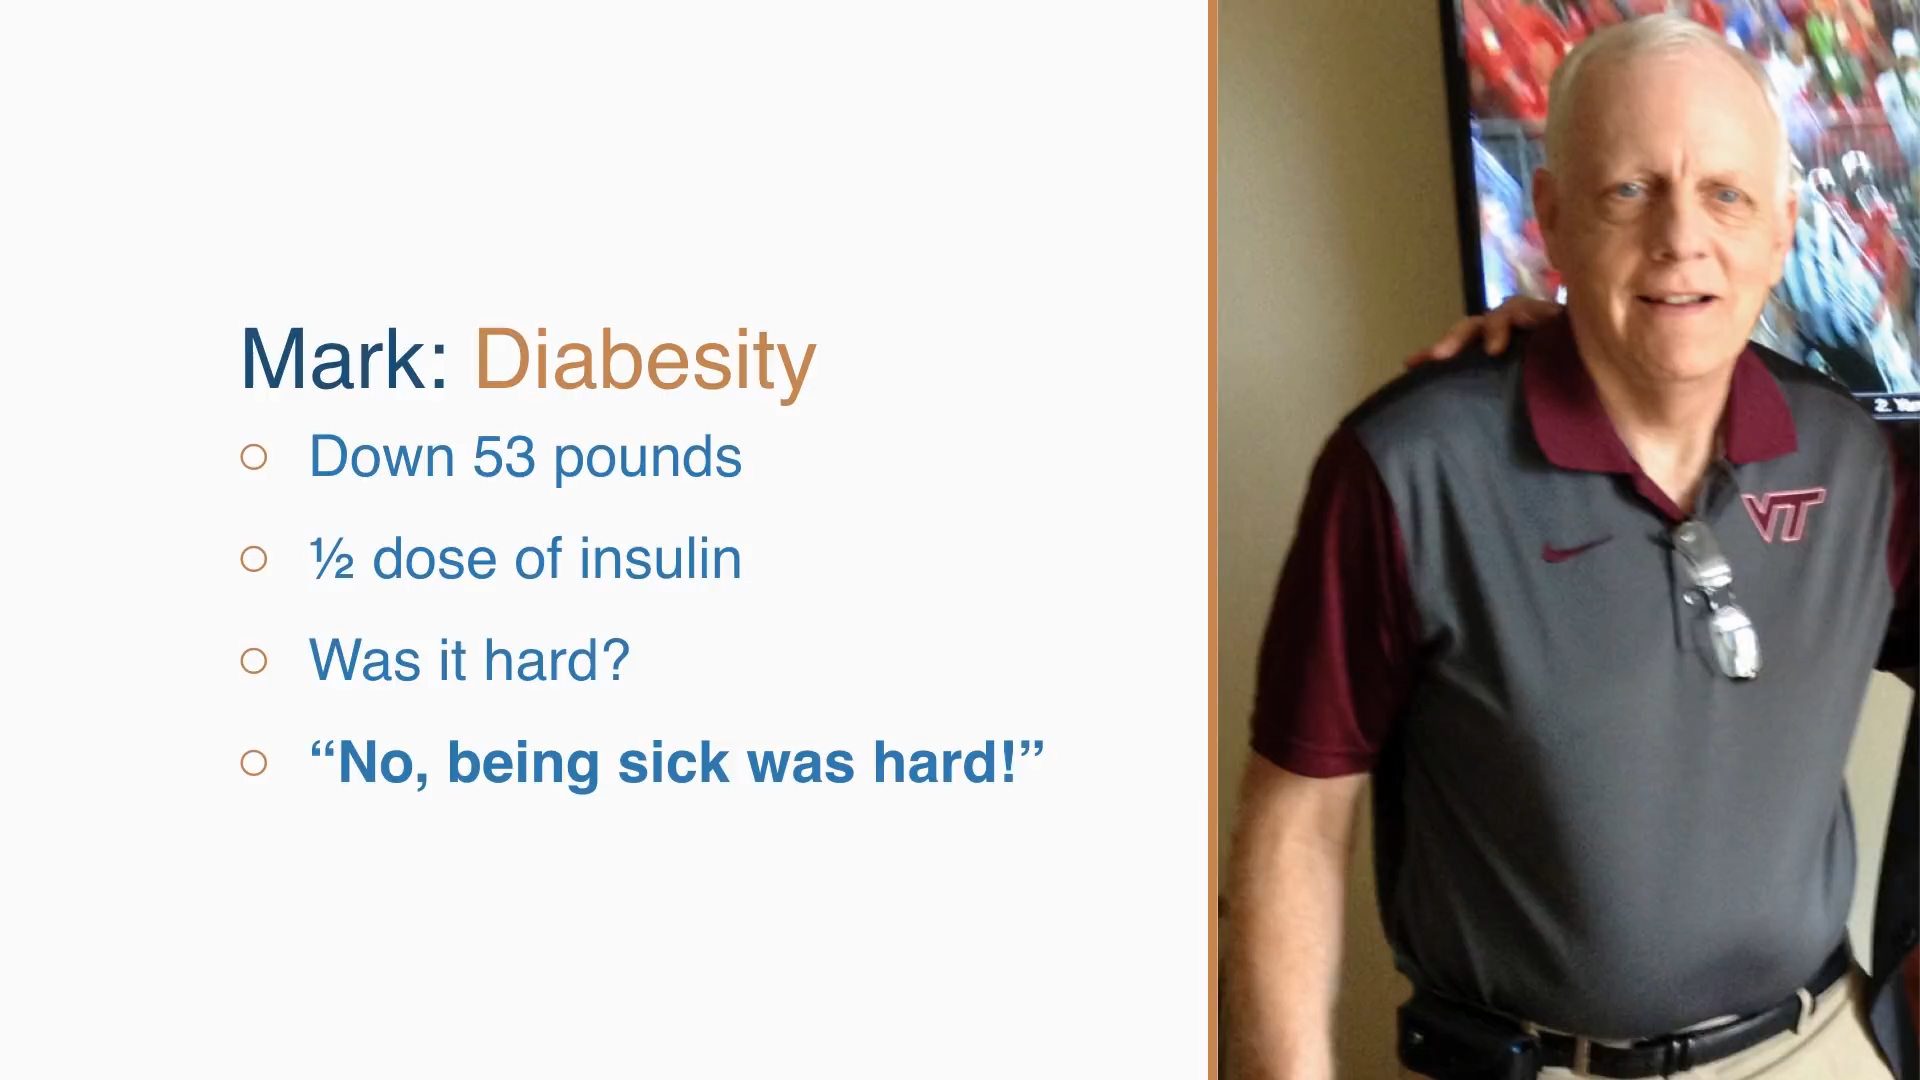 Mark: Diabesity
Down 53 pounds
½ dose of insulin
Was it hard?
“No, being sick was hard!”
VT